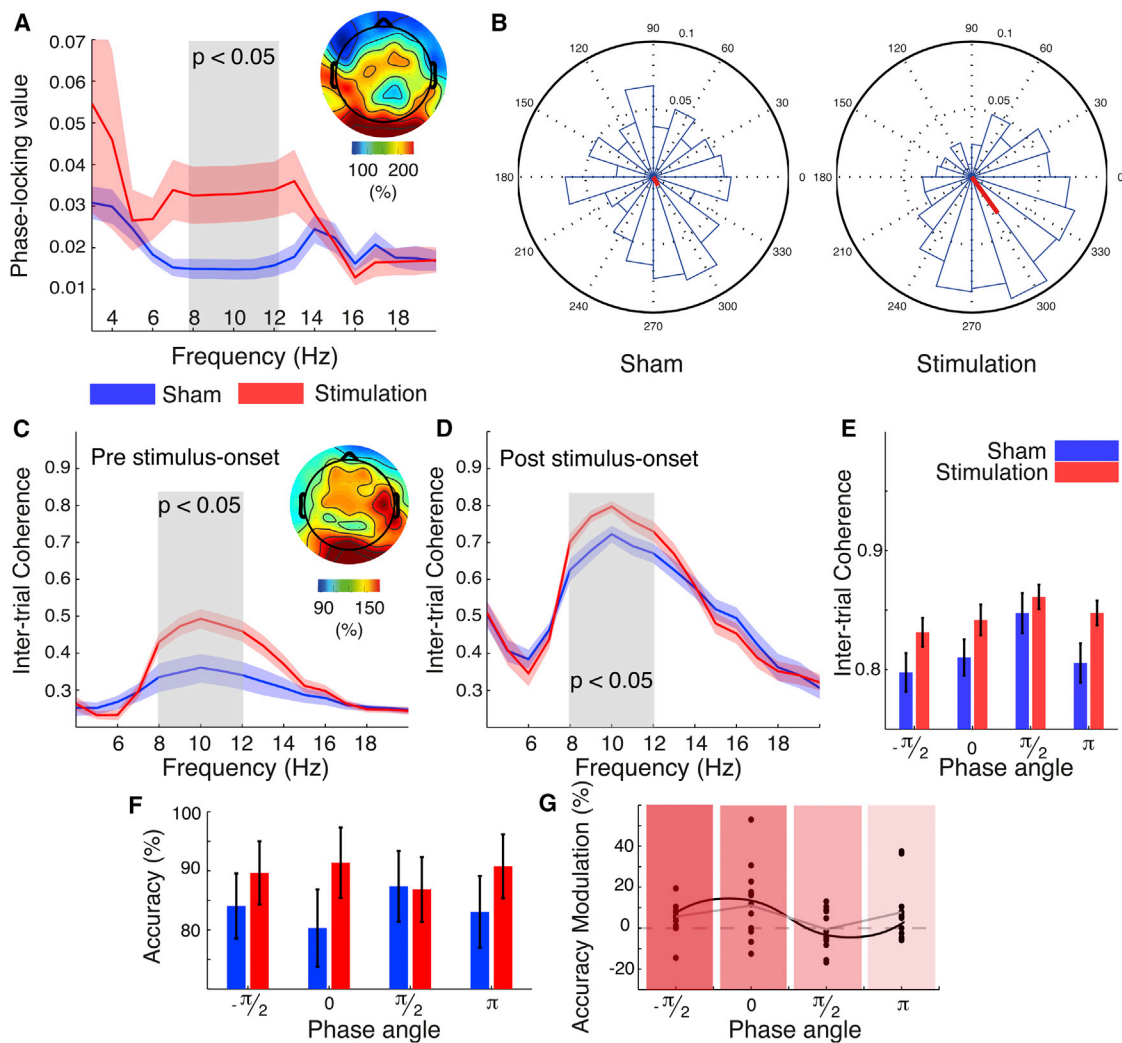 A
Phase-locking value
0.07
0.06
0.05
0.04
0.03
0.02
0.01
p < 0.05
100 200
(%)
4 6 8 10 12 14 16 18
Frequency (Hz)
Sham Stimulation
B
90 0.1
120 60
0.05
150 30
180 0
210 330
240 300
270
Sham
90 0.1
120 60
0.05
150 30
180 0
210 330
240 300
270
Stimulation
C
Pre stimulus-onset
Inter-trial Coherence
0.9
0.8
0.7
0.6
0.5
0.4
0.3
p < 0.05
90 150
(%)
6 8 10 12 14 16 18
Frequency (Hz)
D
Post stimulus-onset
Inter-trial Coherence
0.9
0.8
0.7
0.6
0.5
0.4
0.3
p < 0.05
6 8 10 12 14 16 18
Frequency (Hz)
E
Sham
Stimulation
Inter-trial Coherence
0.9
0.8
-π/2 0 π/2 π
Phase angle
F
Accuracy (%)
100
90
80
-π/2 0 π/2 π
Phase angle
G
Accuracy Modulation (%)
40
20
0
-20
-π/2 0 π/2 π
Phase angle